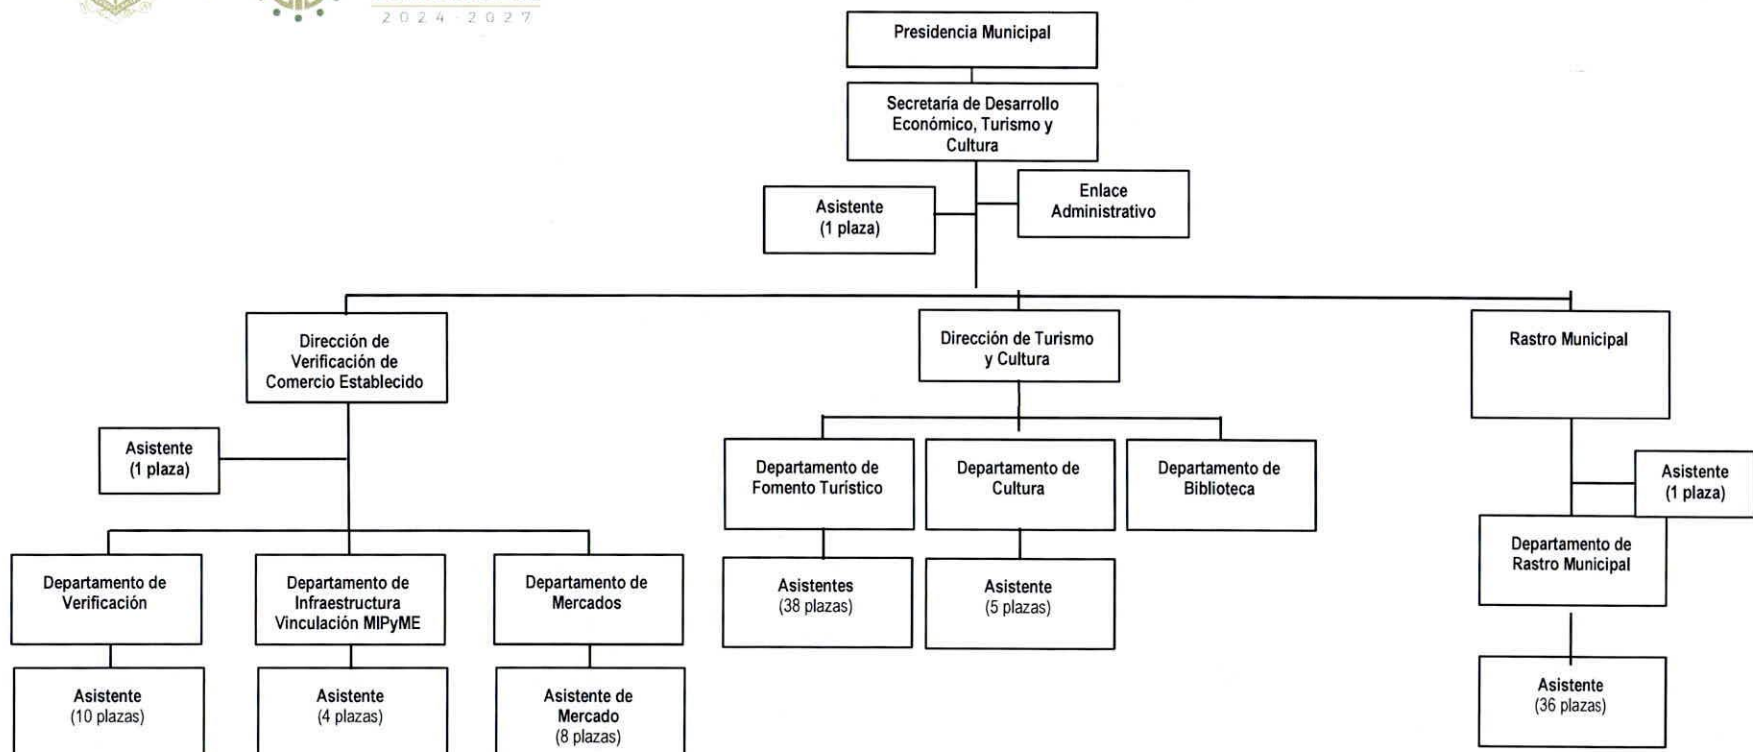 2024-2027
Presidencia Municipal
Secretaría de Desarrollo
Económico, Turismo y
Cultura
Asistente
(1 plaza)
Enlace
Administrativo
Dirección de
Verificación de
Comercio Establecido
Dirección de Turismo
y Cultura
Rastro Municipal
Asistente
(1 plaza)
Departamento de
Fomento Turístico
Departamento de
Cultura
Departamento de
Biblioteca
Asistente
(1 plaza)
Departamento de
Verificación
Departamento de
Infraestructura
Vinculación MIPyME
Departamento de
Mercados
Asistentes
(38 plazas)
Asistente
(5 plazas)
Departamento de
Rastro Municipal
Asistente
(10 plazas)
Asistente
(4 plazas)
Asistente de
Mercado
(8 plazas)
Asistente
(36 plazas)